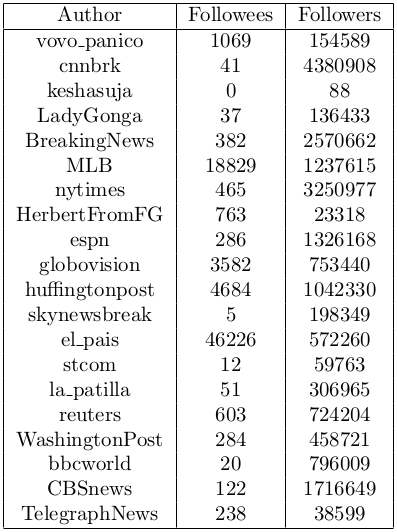 Author Followees Followers
vovo_panico 1069 154589
cnnbrk 41 4380908
keshasuja 0 88
LadyGonga 37 136433
BreakingNews 382 2570662
MLB 18829 1237615
nytimes 465 3250977
HerbertFromFG 763 23318
espn 286 1326168
globovision 3582 753440
huffingtonpost 4684 1042330
skynewsbreak 5 198349
el_pais 46226 572260
stcom 12 59763
la_patilla 51 306965
reuters 603 724204
WashingtonPost 284 458721
bbcworld 20 796009
CBSnews 122 1716649
TelegraphNews 238 38599